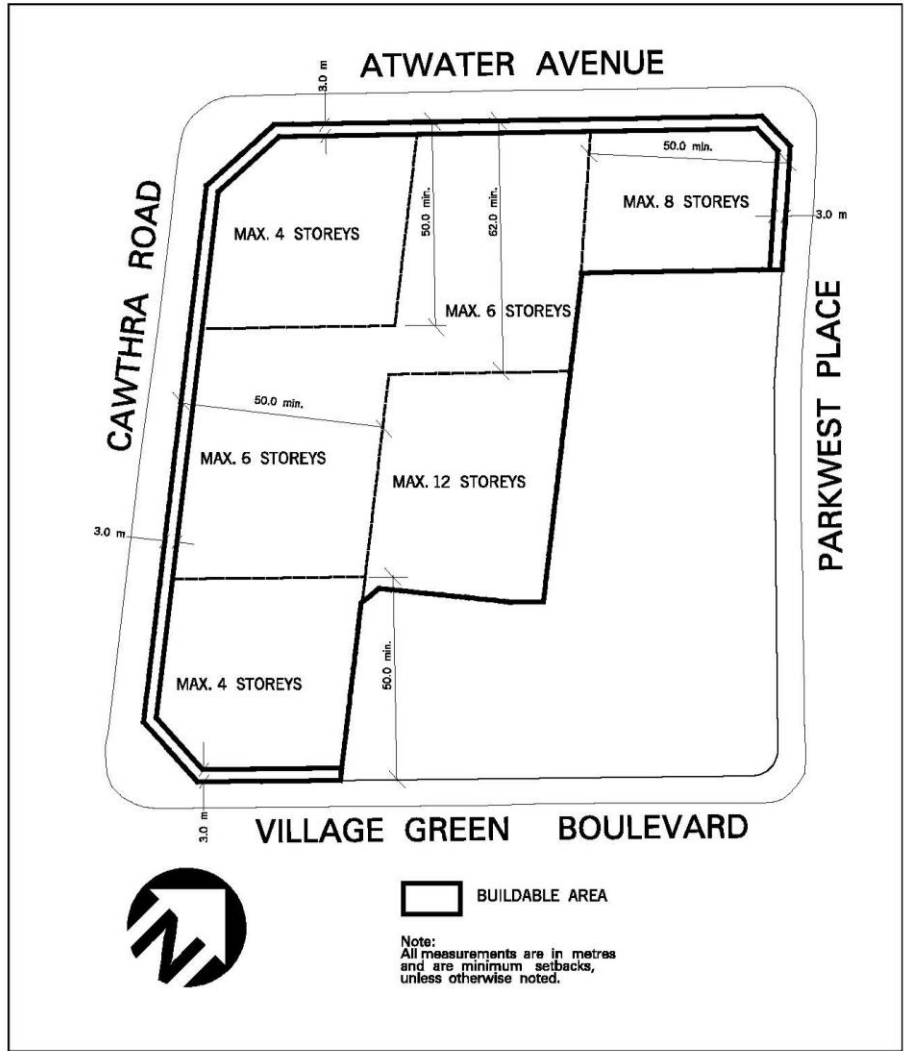 ATWATER AVENUE
3.0 m
50.0 min.
MAX. 8 STOREYS
3.0 m
CAWTHRA ROAD
MAX. 4 STOREYS
50.0 min.
62.0 min.
MAX. 6 STOREYS
PARKWEST PLACE
50.0 min.
MAX. 6 STOREYS
MAX. 12 STOREYS
3.0 m
50.0 min.
MAX. 4 STOREYS
3.0 m
VILLAGE GREEN BOULEVARD
N
BUILDABLE AREA
Note:
All measurements are in metres
and are minimum setbacks,
unless otherwise noted.